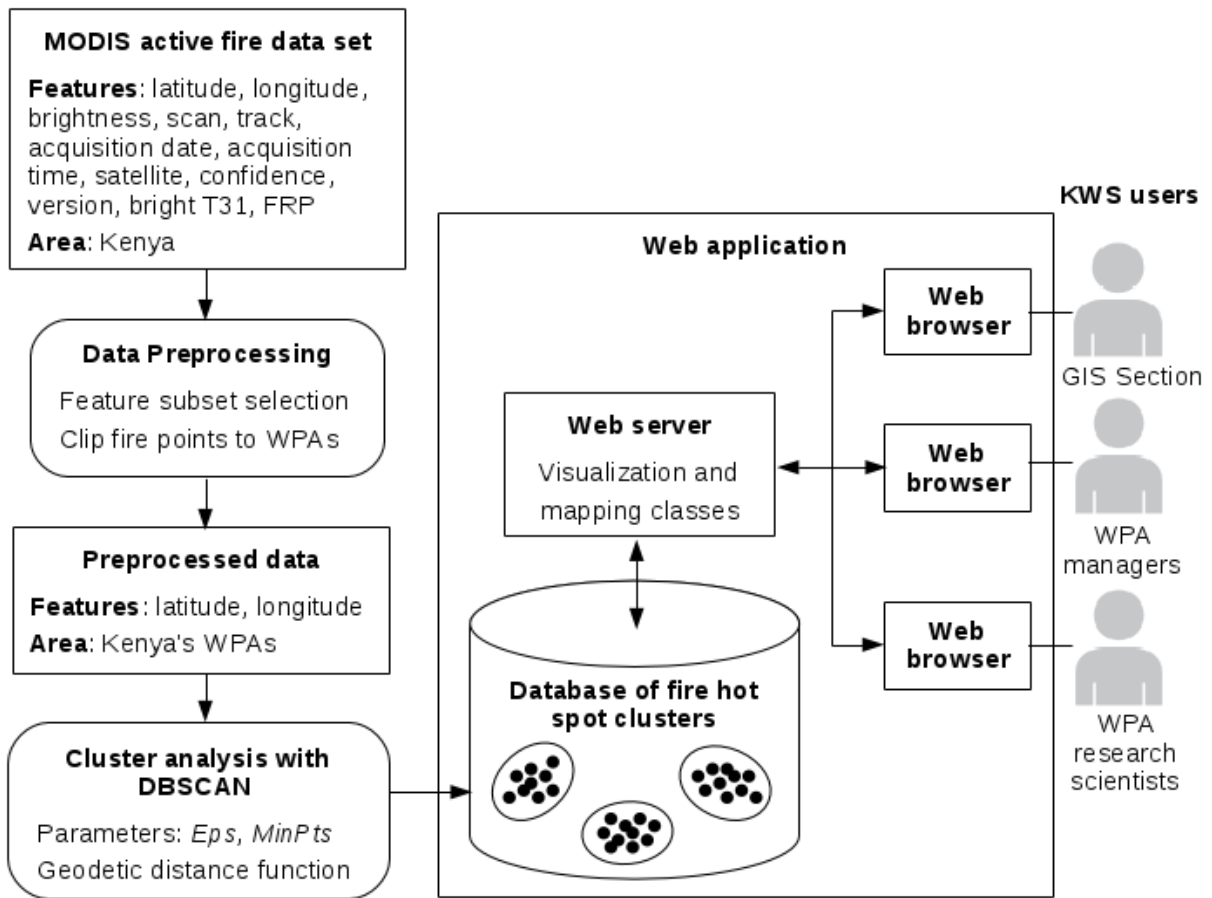 MODIS active fire data set
Features: latitude, longitude,
brightness, scan, track,
acquisition date, acquisition
time, satellite, confidence,
version, bright T31, FRP
Area: Kenya
Data Preprocessing
Feature subset selection
Clip fire points to WPAs
Preprocessed data
Features: latitude, longitude
Area: Kenya's WPAs
Cluster analysis with
DBSCAN
Parameters: Eps, MinPts
Geodetic distance function
Web application
Web server
Visualization and
mapping classes
Database of fire hot
spot clusters
Web
browser
Web
browser
Web
browser
KWS users
GIS Section
WPA
managers
WPA
research
scientists